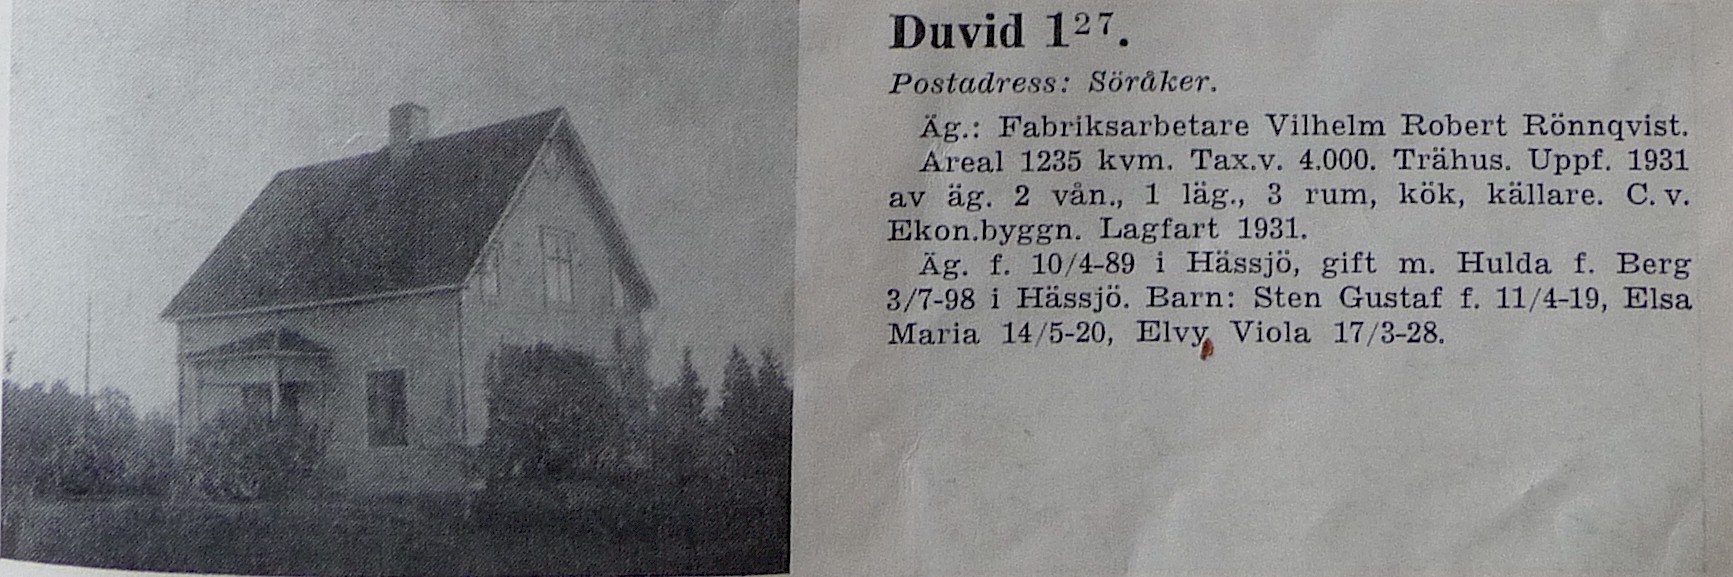 Duvid 1²⁷.
Postadress: Söråker.
Äg.: Fabriksarbetare Vilhelm Robert Rönnqvist.
Areal 1235 kvm. Tax.v. 4.000. Trähus. Uppf. 1931
av äg. 2 vån., 1 läg., 3 rum, kök, källare. C. v.
Ekon.byggn. Lagfart 1931.
Äg. f. 10/4-89 i Hässjö, gift m. Hulda f. Berg
3/7-98 i Hässjö. Barn: Sten Gustaf f. 11/4-19, Elsa
Maria 14/5-20, Elvy Viola 17/3-28.